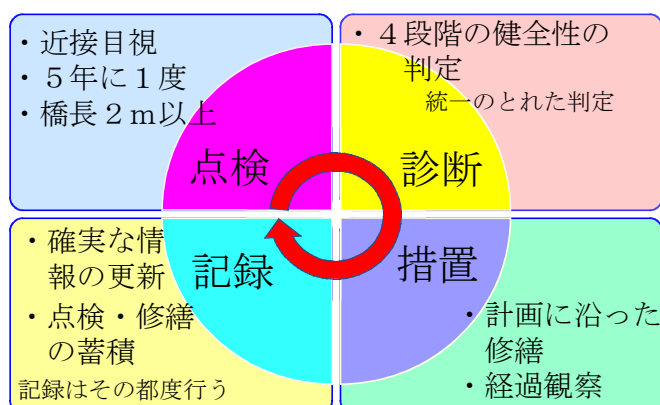 ・近接目視
・５年に１度
・橋長２ｍ以上
点検
・４段階の健全性の
判定
統一のとれた判定
診断
・確実な情
報の更新
・点検・修繕
の蓄積
記録はその都度行う
記録
措置
・計画に沿った
修繕
・経過観察